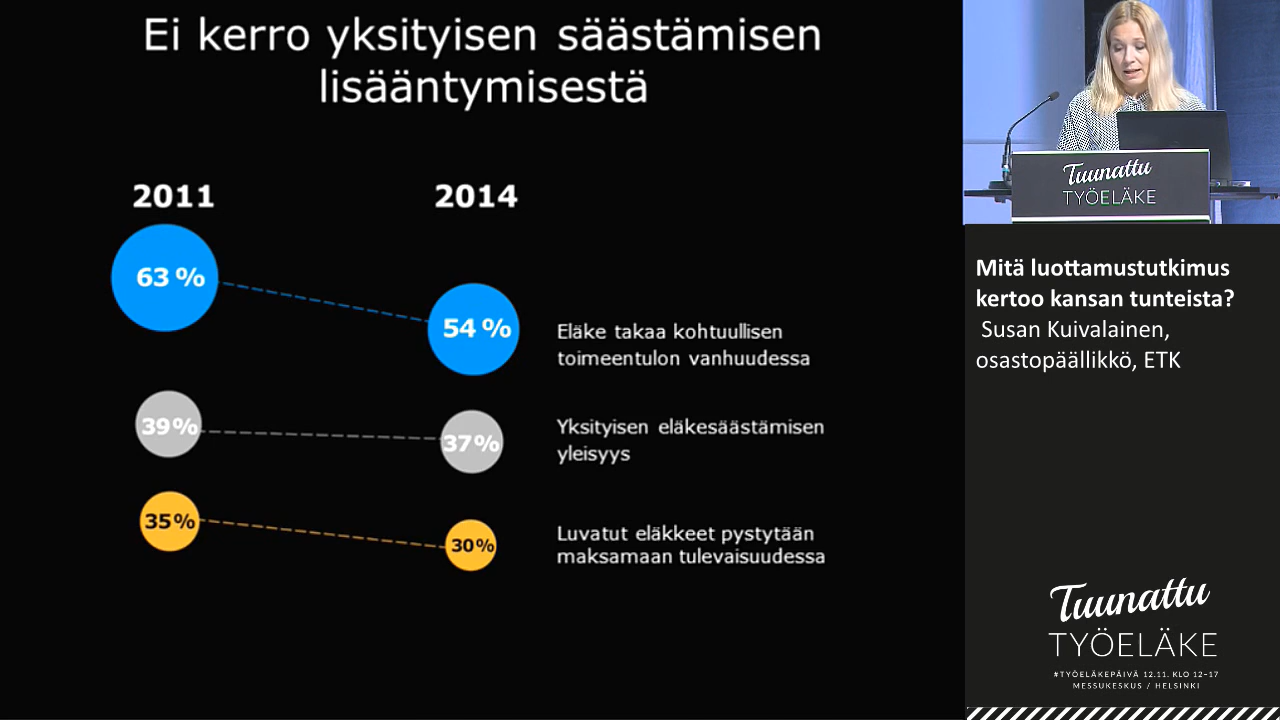 Ei kerro yksityisen säästämisen
lisääntymisestä
2011
2014
63 %
54 %
Eläke takaa kohtuullisen
toimeentulon vanhuudessa
39%
37%
Yksityisen eläkesäästämisen
yleisyys
35%
30%
Luvatut eläkkeet pystytään
maksamaan tulevaisuudessa
Tuunattu
TYÖELÄKE
Mitä luottamustutkimus
kertoo kansan tunteista?
Susan Kuivalainen,
osastopäällikkö, ETK
Tuunattu
TYÖELÄKE
#TYÖELÄKEPÄIVÄ 12.11. KLO 12-17
MESSUKESKUS / HELSINKI